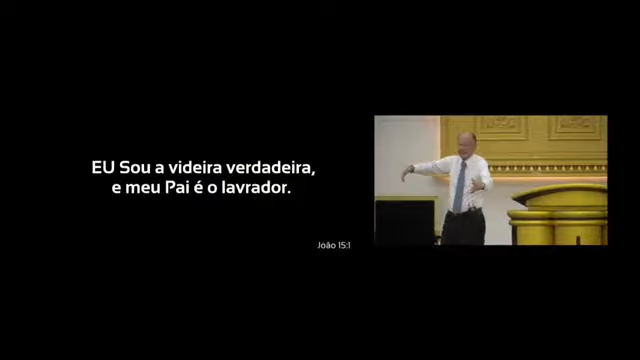 EU Sou a videira verdadeira,
e meu Pai é o lavrador.
João 15:1